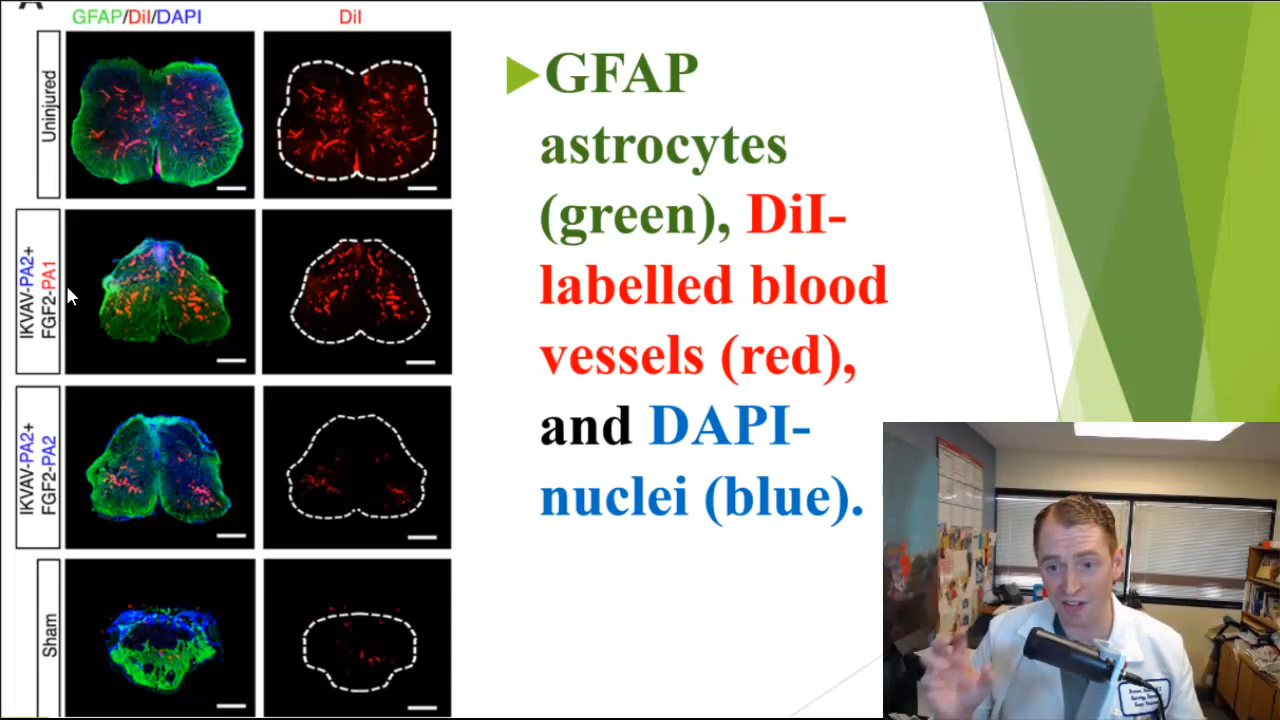 GFAP/DiI/DAPI
DiI
Uninjured
IKVAV-PA2+
FGF2-PA1
IKVAV-PA2+
FGF2-PA2
Sham
GFAP
astrocytes
(green), DiI-
labelled blood
vessels (red),
and DAPI-
nuclei (blue).